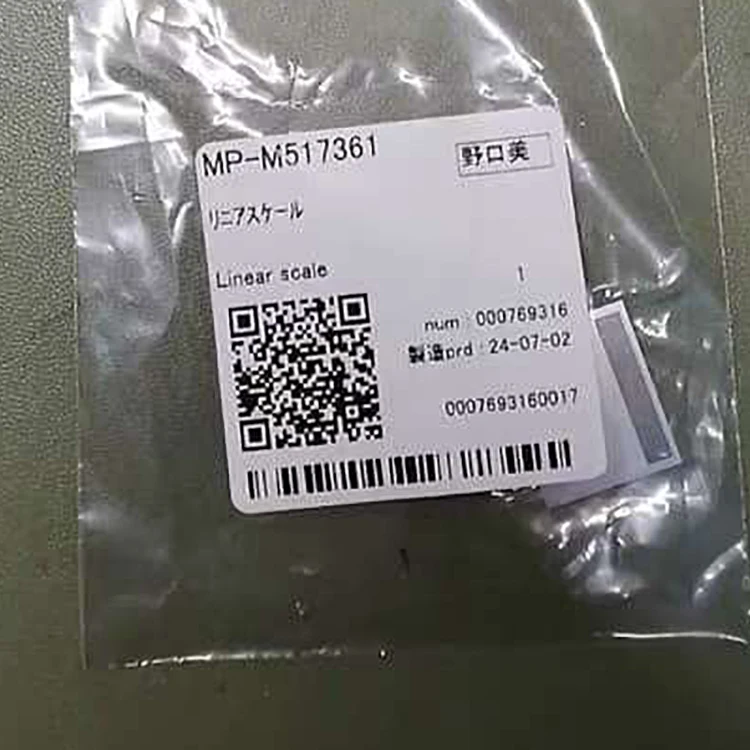 MP-M517361
野口美
リニアスケール
Linear scale
1
num : 000769316
製造prd : 24-07-02
0007693160017